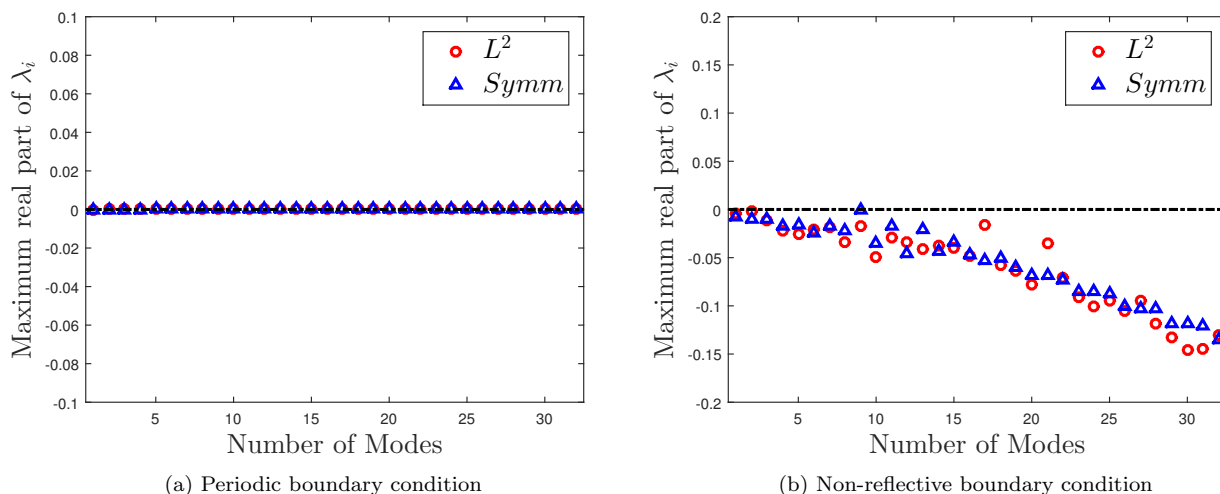 0.1
0.08
0.06
0.04
0.02
0
-0.02
-0.04
-0.06
-0.08
-0.1
Maximum real part of λ_i
L²
Symm
5 10 15 20 25 30
Number of Modes
(a) Periodic boundary condition
0.2
0.15
0.1
0.05
0
-0.05
-0.1
-0.15
-0.2
Maximum real part of λ_i
L²
Symm
5 10 15 20 25 30
Number of Modes
(b) Non-reflective boundary condition